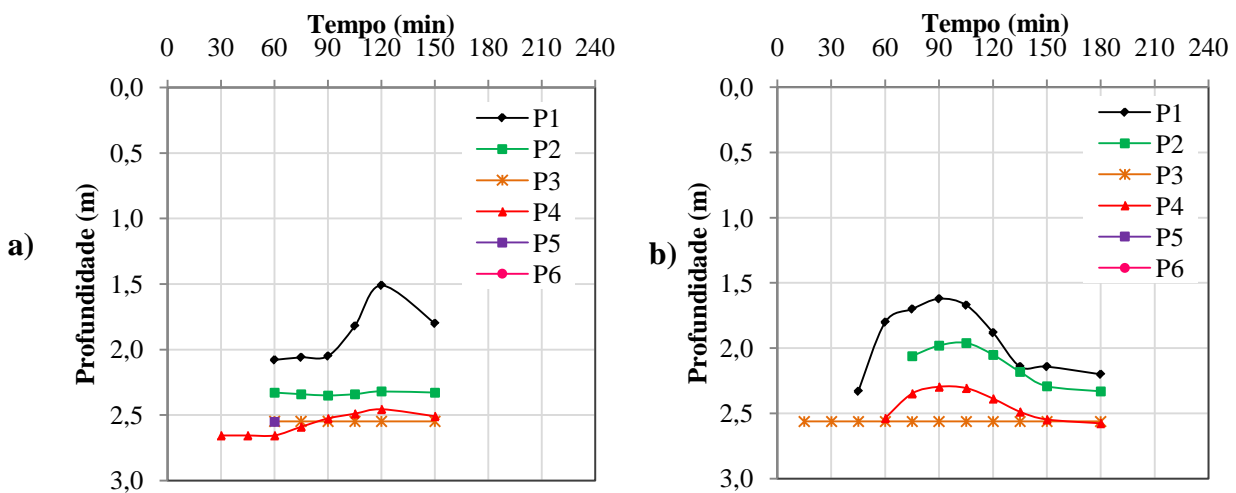 Tempo (min)
0 30 60 90 120 150 180 210 240
0,0
0,5
1,0
1,5
2,0
2,5
3,0
Profundidade (m)
a)
P1
P2
P3
P4
P5
P6
Tempo (min)
0 30 60 90 120 150 180 210 240
0,0
0,5
1,0
1,5
2,0
2,5
3,0
Profundidade (m)
b)
P1
P2
P3
P4
P5
P6